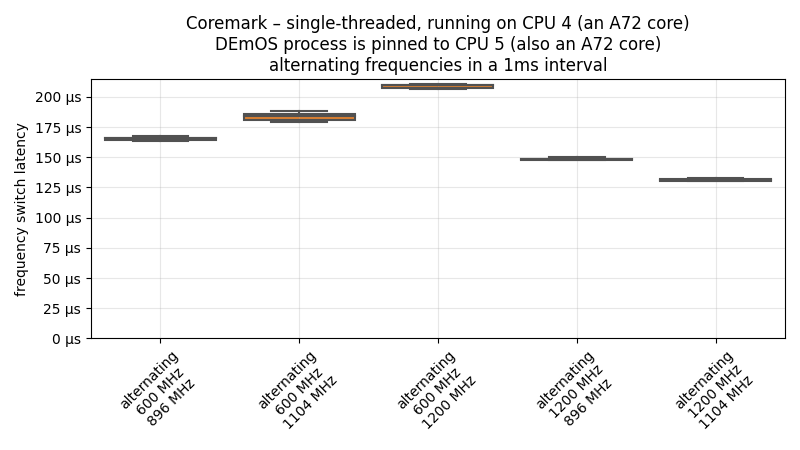 Coremark – single-threaded, running on CPU 4 (an A72 core)
DEmOS process is pinned to CPU 5 (also an A72 core)
alternating frequencies in a 1ms interval
frequency switch latency
200 µs
175 µs
150 µs
125 µs
100 µs
75 µs
50 µs
25 µs
0 µs
alternating
600 MHz
896 MHz
alternating
600 MHz
1104 MHz
alternating
600 MHz
1200 MHz
alternating
1200 MHz
896 MHz
alternating
1200 MHz
1104 MHz